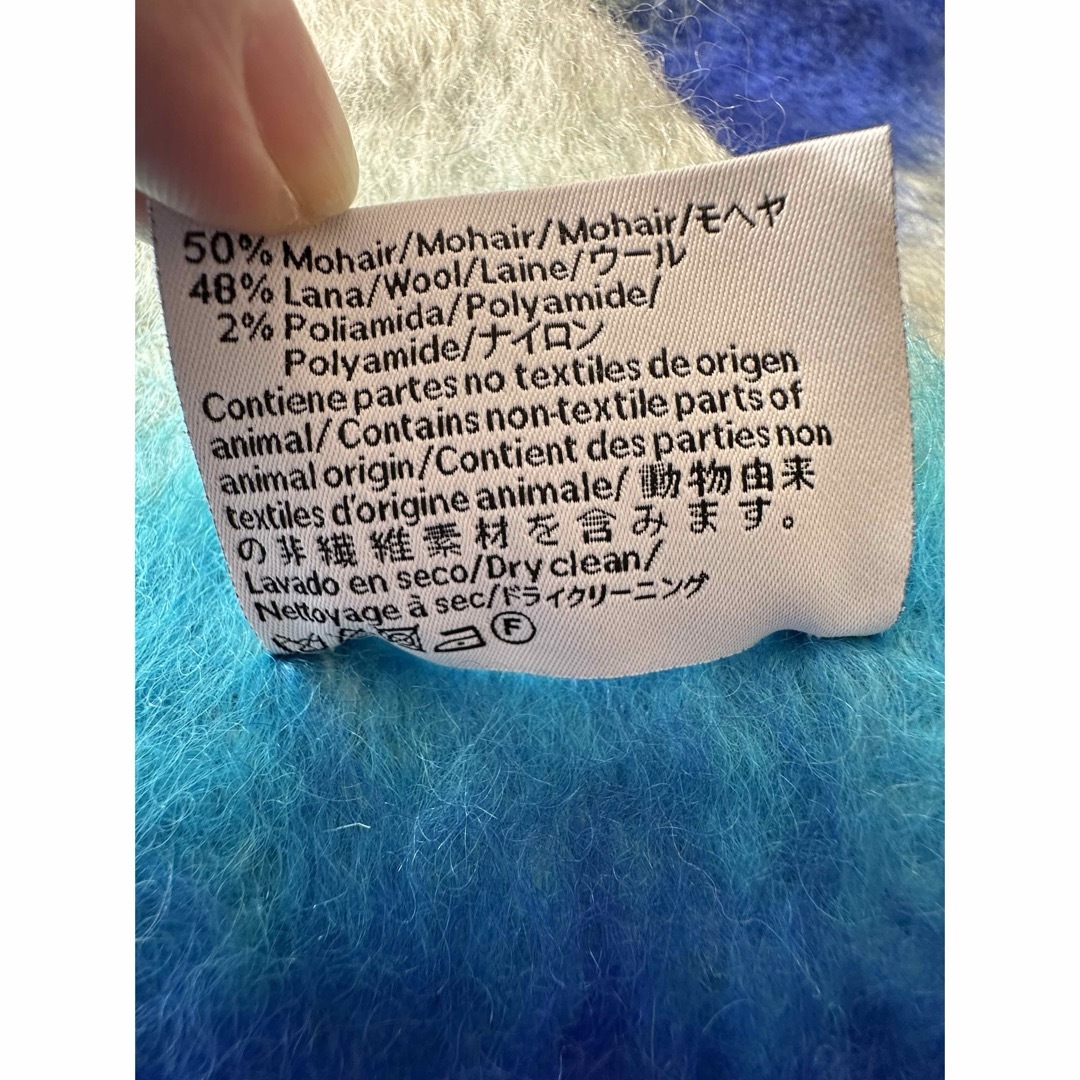 50% Mohair/Mohair/Mohair/モヘヤ
48% Lana/Wool/Laine/ウール
2% Poliamida/Polyamide/
Polyamide/ナイロン
Contiene partes no textiles de origen
animal/ Contains non-textile parts of
animal origin/Contient des parties non
textiles d'origine animale/ 動物由来
の非繊維素材を含みます。
Lavado en seco/Dry clean/
Nettoyage à sec/ドライクリーニング
F